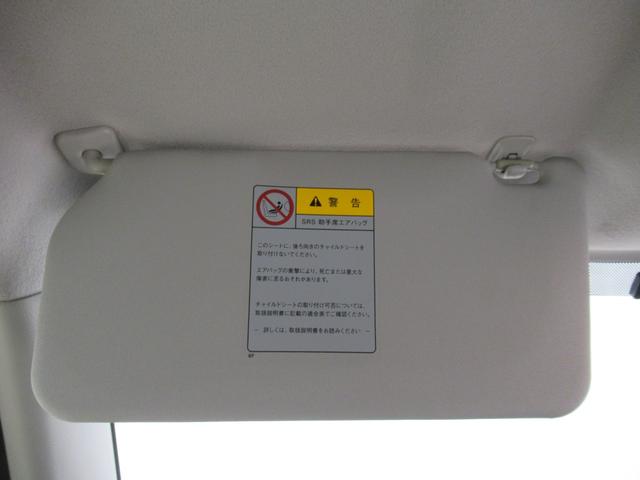 警告
SRS 助手席エアバッグ
このシートに、後ろ向きのチャイルドシートを
取り付けないでください。
エアバッグの衝撃により、死亡または重大な
傷害に至るおそれがあります。
チャイルドシートの取り付け可否については、
取扱説明書に記載の適合表でご確認ください。
― 詳しくは、取扱説明書をお読みください ―